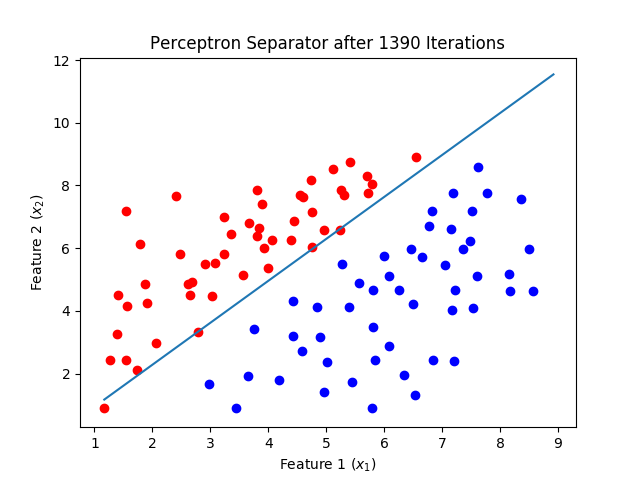 Perceptron Separator after 1390 Iterations
12
10
8
6
4
2
Feature 2 (x₂)
1 2 3 4 5 6 7 8 9
Feature 1 (x₁)